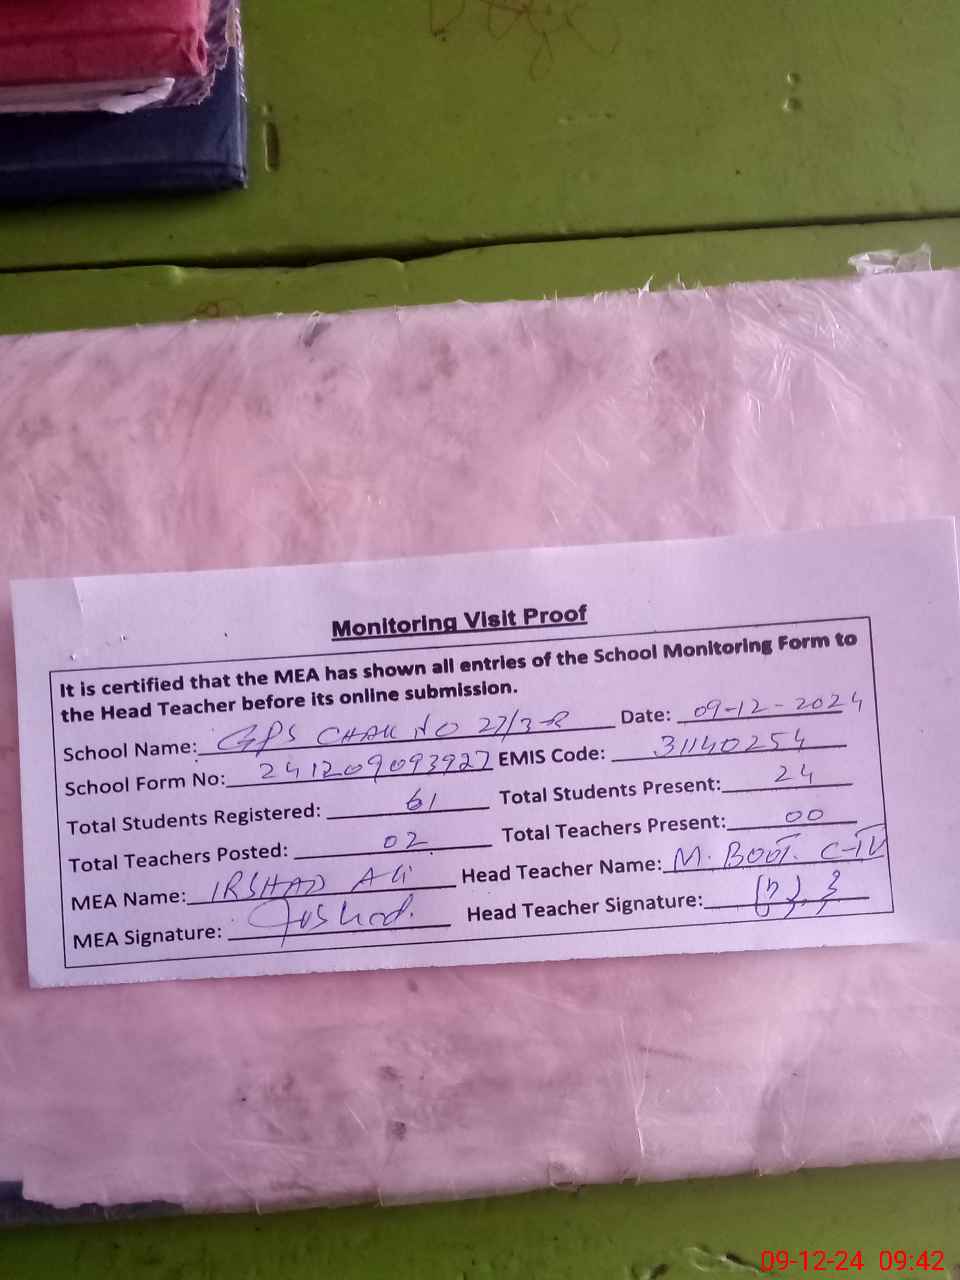 Monitoring Visit Proof
It is certified that the MEA has shown all entries of the School Monitoring Form to
the Head Teacher before its online submission.
School Name: GPS CHAK NO 27/3-R Date: 09-12-2024
School Form No: 241209093927 EMIS Code: 31140254
Total Students Registered: 61 Total Students Present: 24
Total Teachers Posted: 02 Total Teachers Present: 00
MEA Name: IRSHAD Ali Head Teacher Name: M. BOOT. C-IV
MEA Signature: Irshad. Head Teacher Signature:
09-12-24 09:42